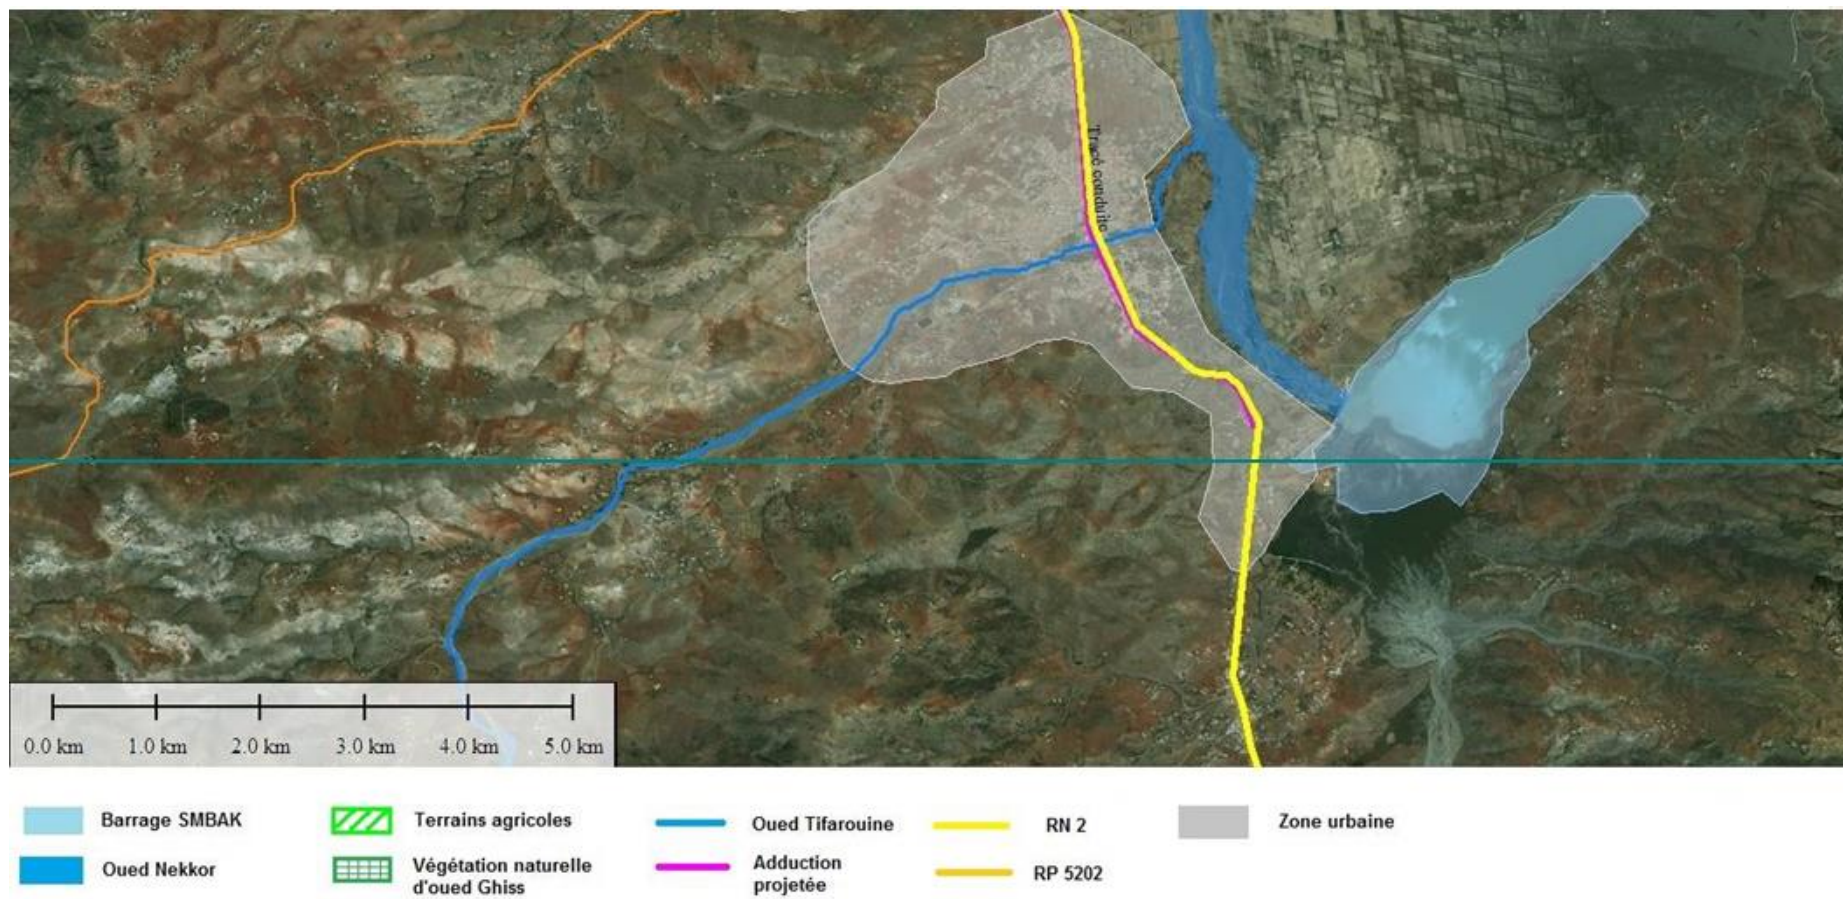 Tracé conduite
0.0 km 1.0 km 2.0 km 3.0 km 4.0 km 5.0 km
Barrage SMBAK
Terrains agricoles
Oued Tifarouine
RN 2
Zone urbaine
Oued Nekkor
Végétation naturelle
d'oued Ghiss
Adduction
projetée
RP 5202